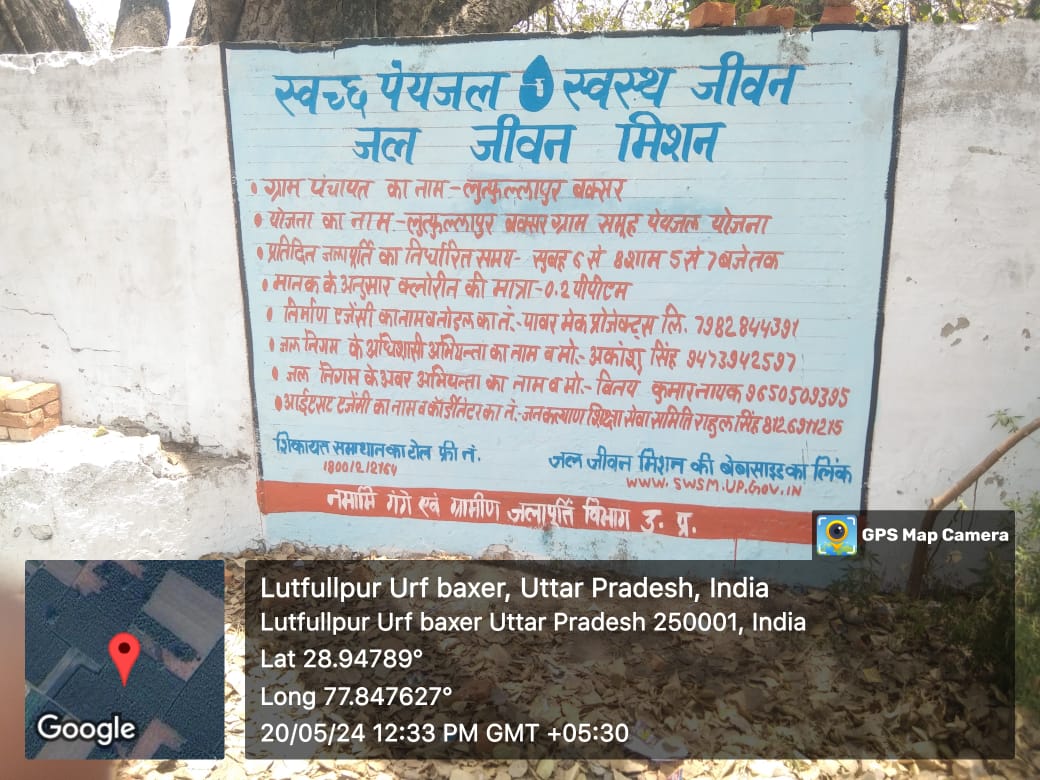 स्वच्छ पेयजल स्वस्थ जीवन
जल जीवन मिशन
• ग्राम पंचायत का नाम - लुत्फुल्लापुर बक्सर
• योजना का नाम - लुत्फुल्लापुर बक्सर ग्राम समूह पेयजल योजना
• प्रतिदिन जलापूर्ति का निर्धारित समय - सुबह 6 से 8 शाम 5 से 7 बजे तक
• मानक के अनुसार क्लोरीन की मात्रा - 0.2 पीपीएम
• निर्माण एजेंसी का नाम व नोडल का नं. - पावर मेक प्रोजेक्ट्स लि. 7982844391
• जल निगम के अधिशासी अभियन्ता का नाम व मो. - अकांशु सिंह 9473942597
• जल निगम के अवर अभियन्ता का नाम व मो. - विनय कुमार नायक 9650509395
• आईएसए एजेंसी का नाम व कॉर्डीनेटर का नं. - जनकल्याण शिक्षा सेवा समिति राहुल सिंह 8126911215
शिकायत समाधान का टोल फ्री नं.
18001212164
जल जीवन मिशन की बेबसाइड का लिंक
WWW.SWSM.UP.GOV.IN
नमामि गंगे एवं ग्रामीण जलापूर्ति विभाग उ. प्र.
GPS Map Camera
Lutfullpur Urf baxer, Uttar Pradesh, India
Lutfullpur Urf baxer Uttar Pradesh 250001, India
Lat 28.94789°
Long 77.847627°
20/05/24 12:33 PM GMT +05:30
Google